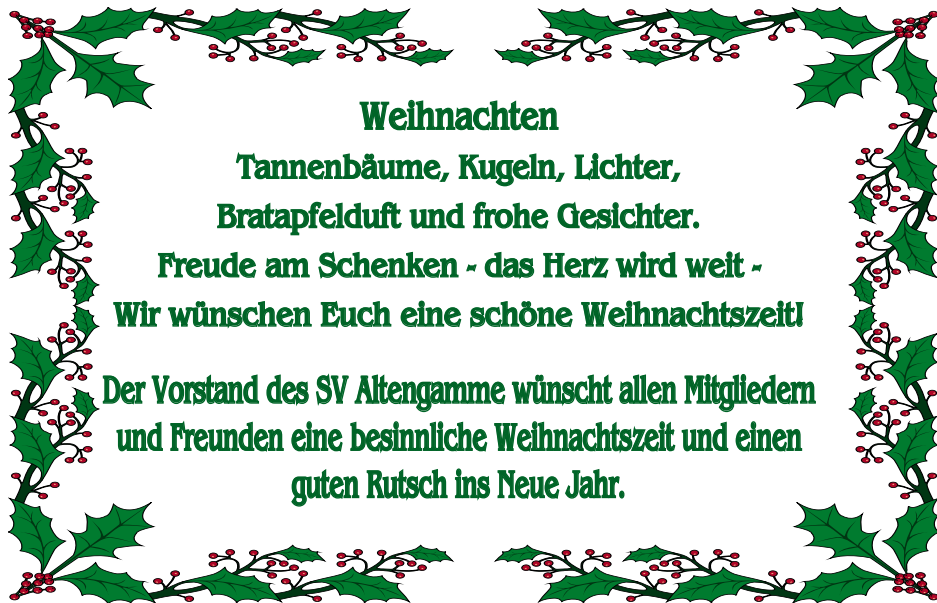 Weihnachten
Tannenbäume, Kugeln, Lichter,
Bratapfelduft und frohe Gesichter.
Freude am Schenken - das Herz wird weit -
Wir wünschen Euch eine schöne Weihnachtszeit!
Der Vorstand des SV Altengamme wünscht allen Mitgliedern
und Freunden eine besinnliche Weihnachtszeit und einen
guten Rutsch ins Neue Jahr.